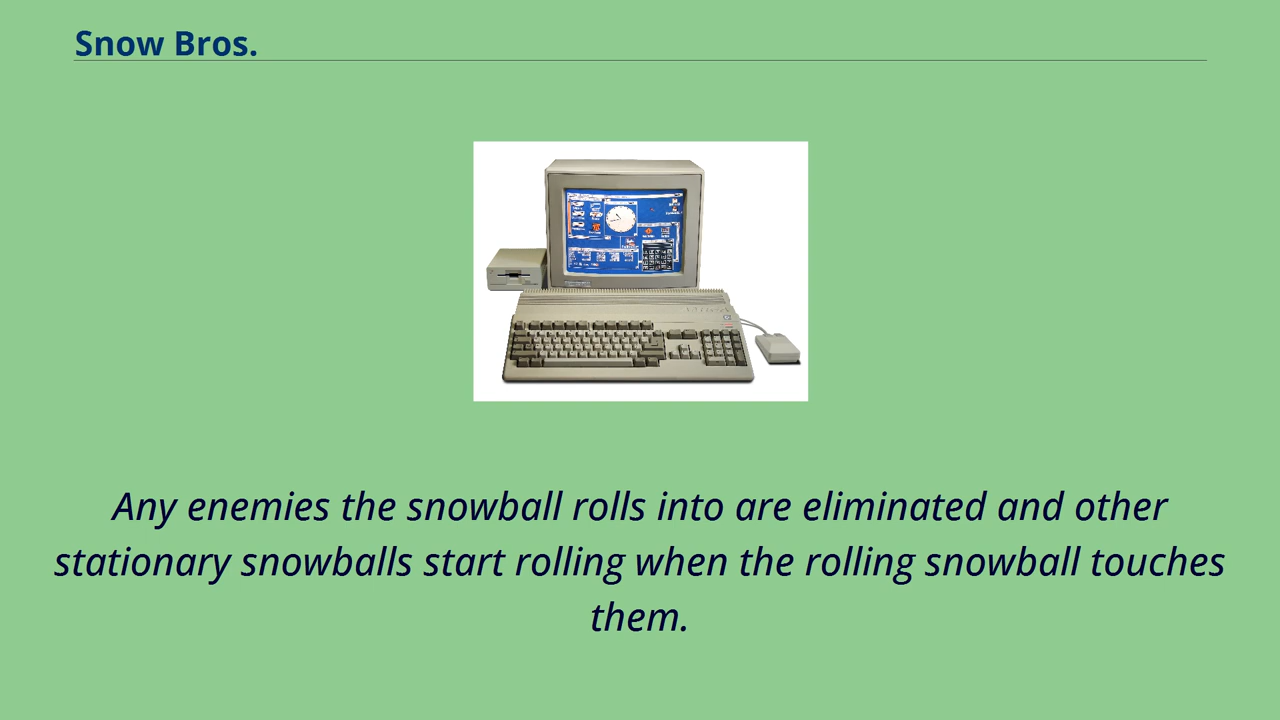 Snow Bros.
Any enemies the snowball rolls into are eliminated and other
stationary snowballs start rolling when the rolling snowball touches
them.